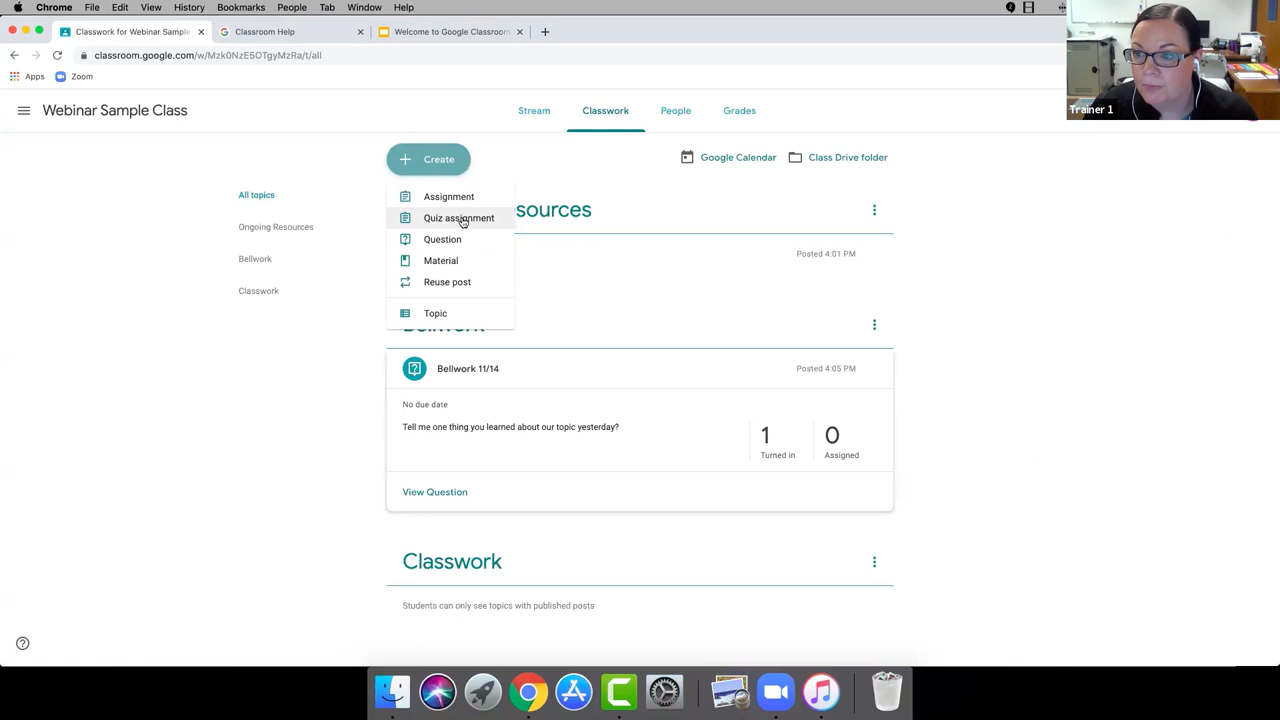 Chrome File Edit View History Bookmarks People Tab Window Help
Classwork for Webinar Sample
Classroom Help
Welcome to Google Classroom
classroom.google.com/w/Mzk0NzE5OTgyMzRa/t/all
Apps Zoom
Trainer 1
Webinar Sample Class
Stream Classwork People Grades
Create
Google Calendar Class Drive folder
All topics
Ongoing Resources
Bellwork
Classwork
Assignment
Quiz assignment
Question
Material
Reuse post
Topic
sources
Posted 4:01 PM
Bellwork
Bellwork 11/14
Posted 4:05 PM
No due date
Tell me one thing you learned about our topic yesterday?
1 0
Turned in Assigned
View Question
Classwork
Students can only see topics with published posts